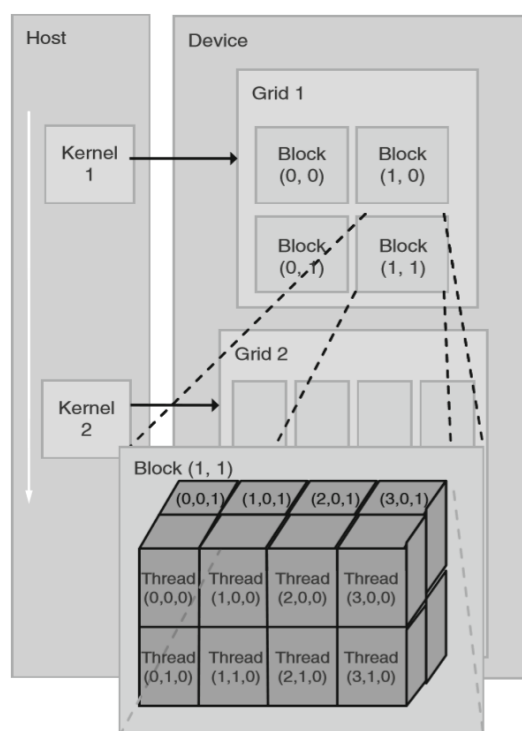 Host
Device
Grid 1
Kernel
1
Block
(0, 0)
Block
(1, 0)
Block
(0, 1)
Block
(1, 1)
Grid 2
Kernel
2
Block (1, 1)
(0,0,1)
(1,0,1)
(2,0,1)
(3,0,1)
Thread
(0,0,0)
Thread
(1,0,0)
Thread
(2,0,0)
Thread
(3,0,0)
Thread
(0,1,0)
Thread
(1,1,0)
Thread
(2,1,0)
Thread
(3,1,0)